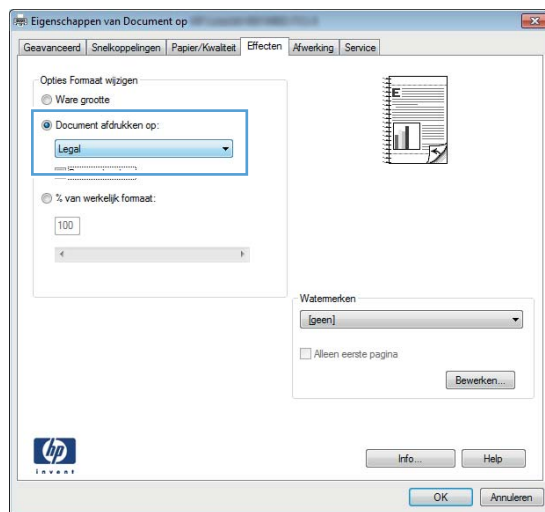 Eigenschappen van Document op
Geavanceerd Snelkoppelingen Papier/Kwaliteit Effecten Afwerking Service
Opties Formaat wijzigen
Ware grootte
Document afdrukken op:
Legal
% van werkelijk formaat:
100
E
Watermerken
[geen]
Alleen eerste pagina
Bewerken...
hp
invent
Info... Help
OK Annuleren